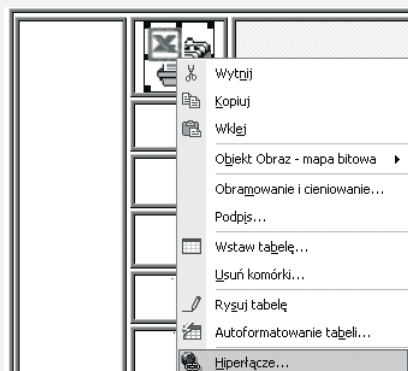 Wytnij
Kopiuj
Wklej
Obiekt Obraz - mapa bitowa
Obramowanie i cieniowanie...
Podpis...
Wstaw tabelę...
Usuń komórki...
Rysuj tabelę
Autoformatowanie tabeli...
Hiperłącze...